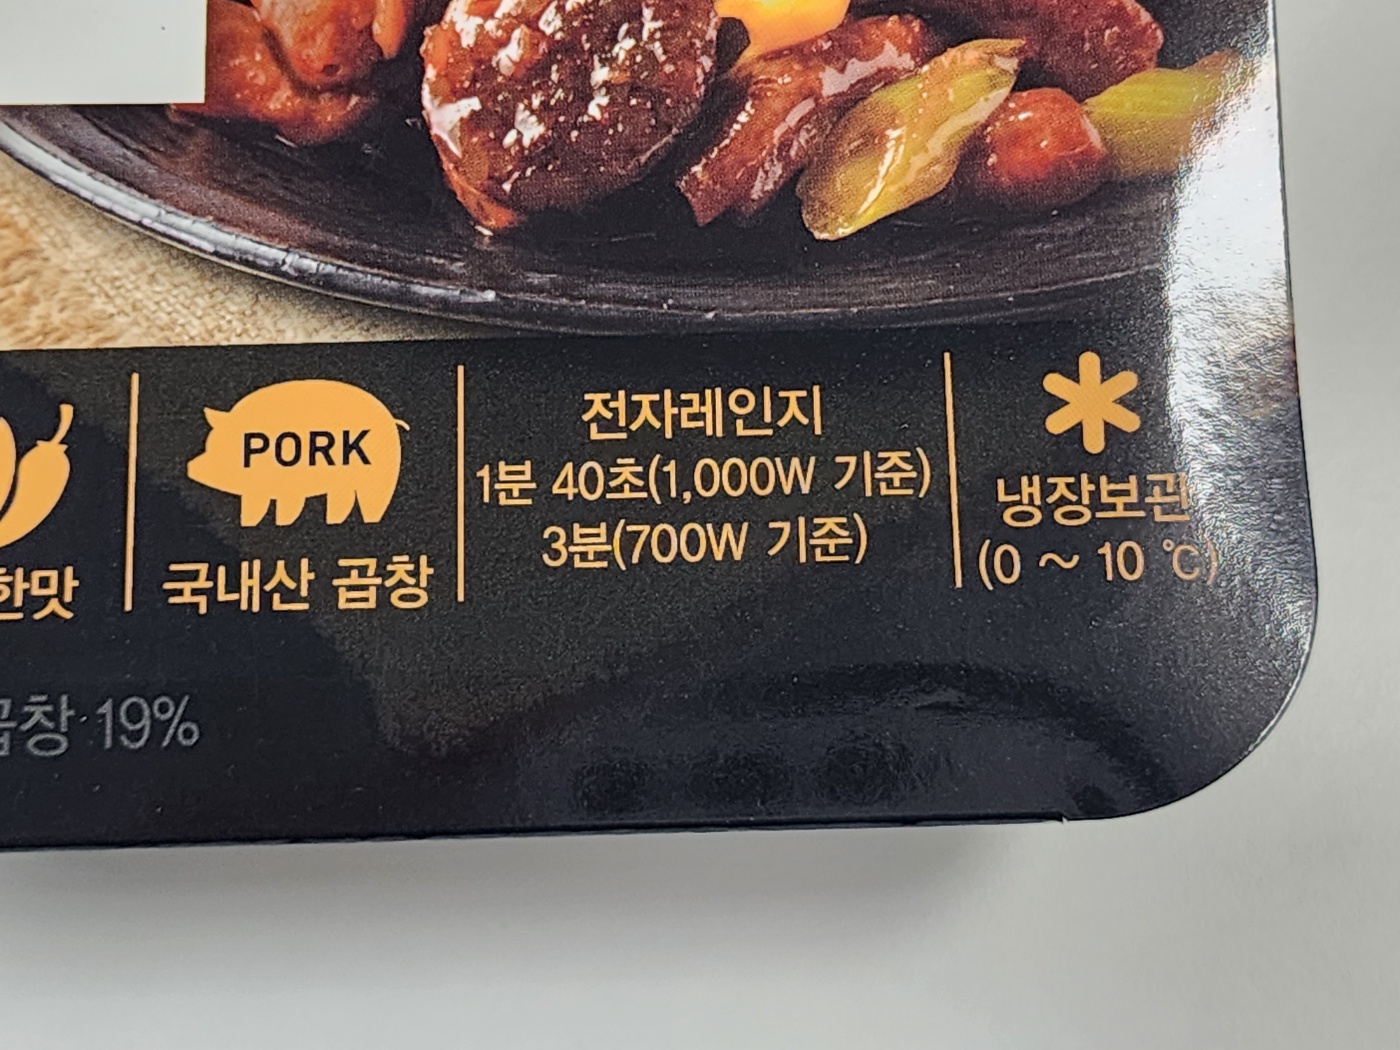 한맛
PORK
국내산 곱창
전자레인지
1분 40초(1,000W 기준)
3분(700W 기준)
냉장보관
(0 ~ 10 ℃)
곱창 19%